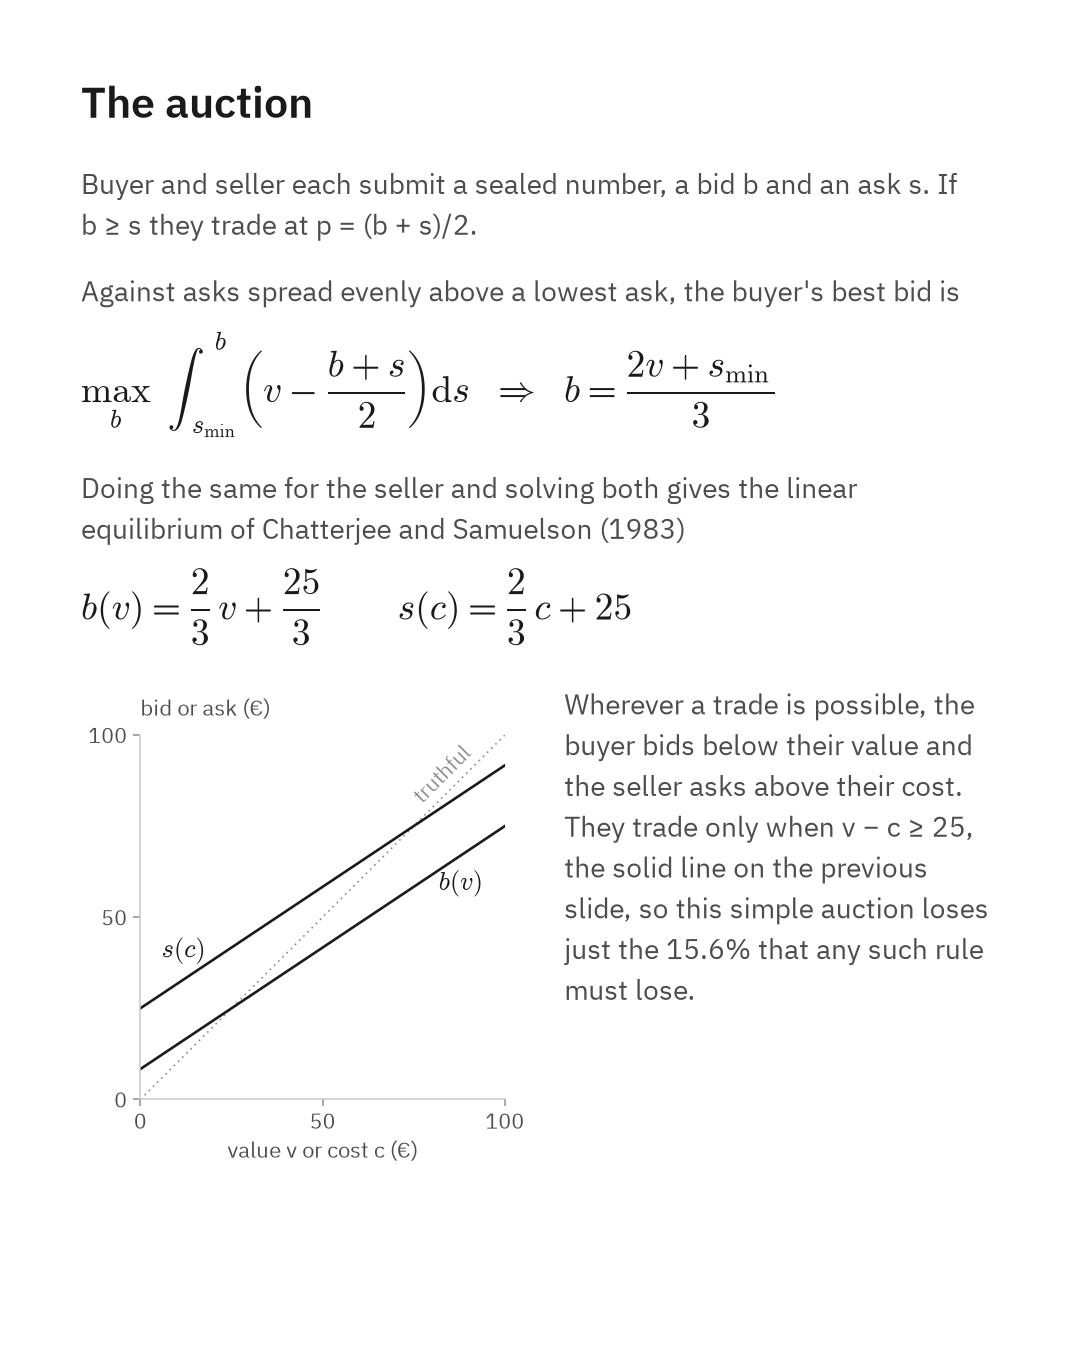 The auction
Buyer and seller each submit a sealed number, a bid b and an ask s. If
b ≥ s they trade at p = (b + s)/2.
Against asks spread evenly above a lowest ask, the buyer's best bid is
max_b ∫_{s_min}^{b} (v − (b + s)/2) ds ⇒ b = (2v + s_min)/3
Doing the same for the seller and solving both gives the linear
equilibrium of Chatterjee and Samuelson (1983)
b(v) = 2/3 v + 25/3    s(c) = 2/3 c + 25
bid or ask (€)
100
50
0
0 50 100
value v or cost c (€)
truthful
s(c)
b(v)
Wherever a trade is possible, the
buyer bids below their value and
the seller asks above their cost.
They trade only when v − c ≥ 25,
the solid line on the previous
slide, so this simple auction loses
just the 15.6% that any such rule
must lose.